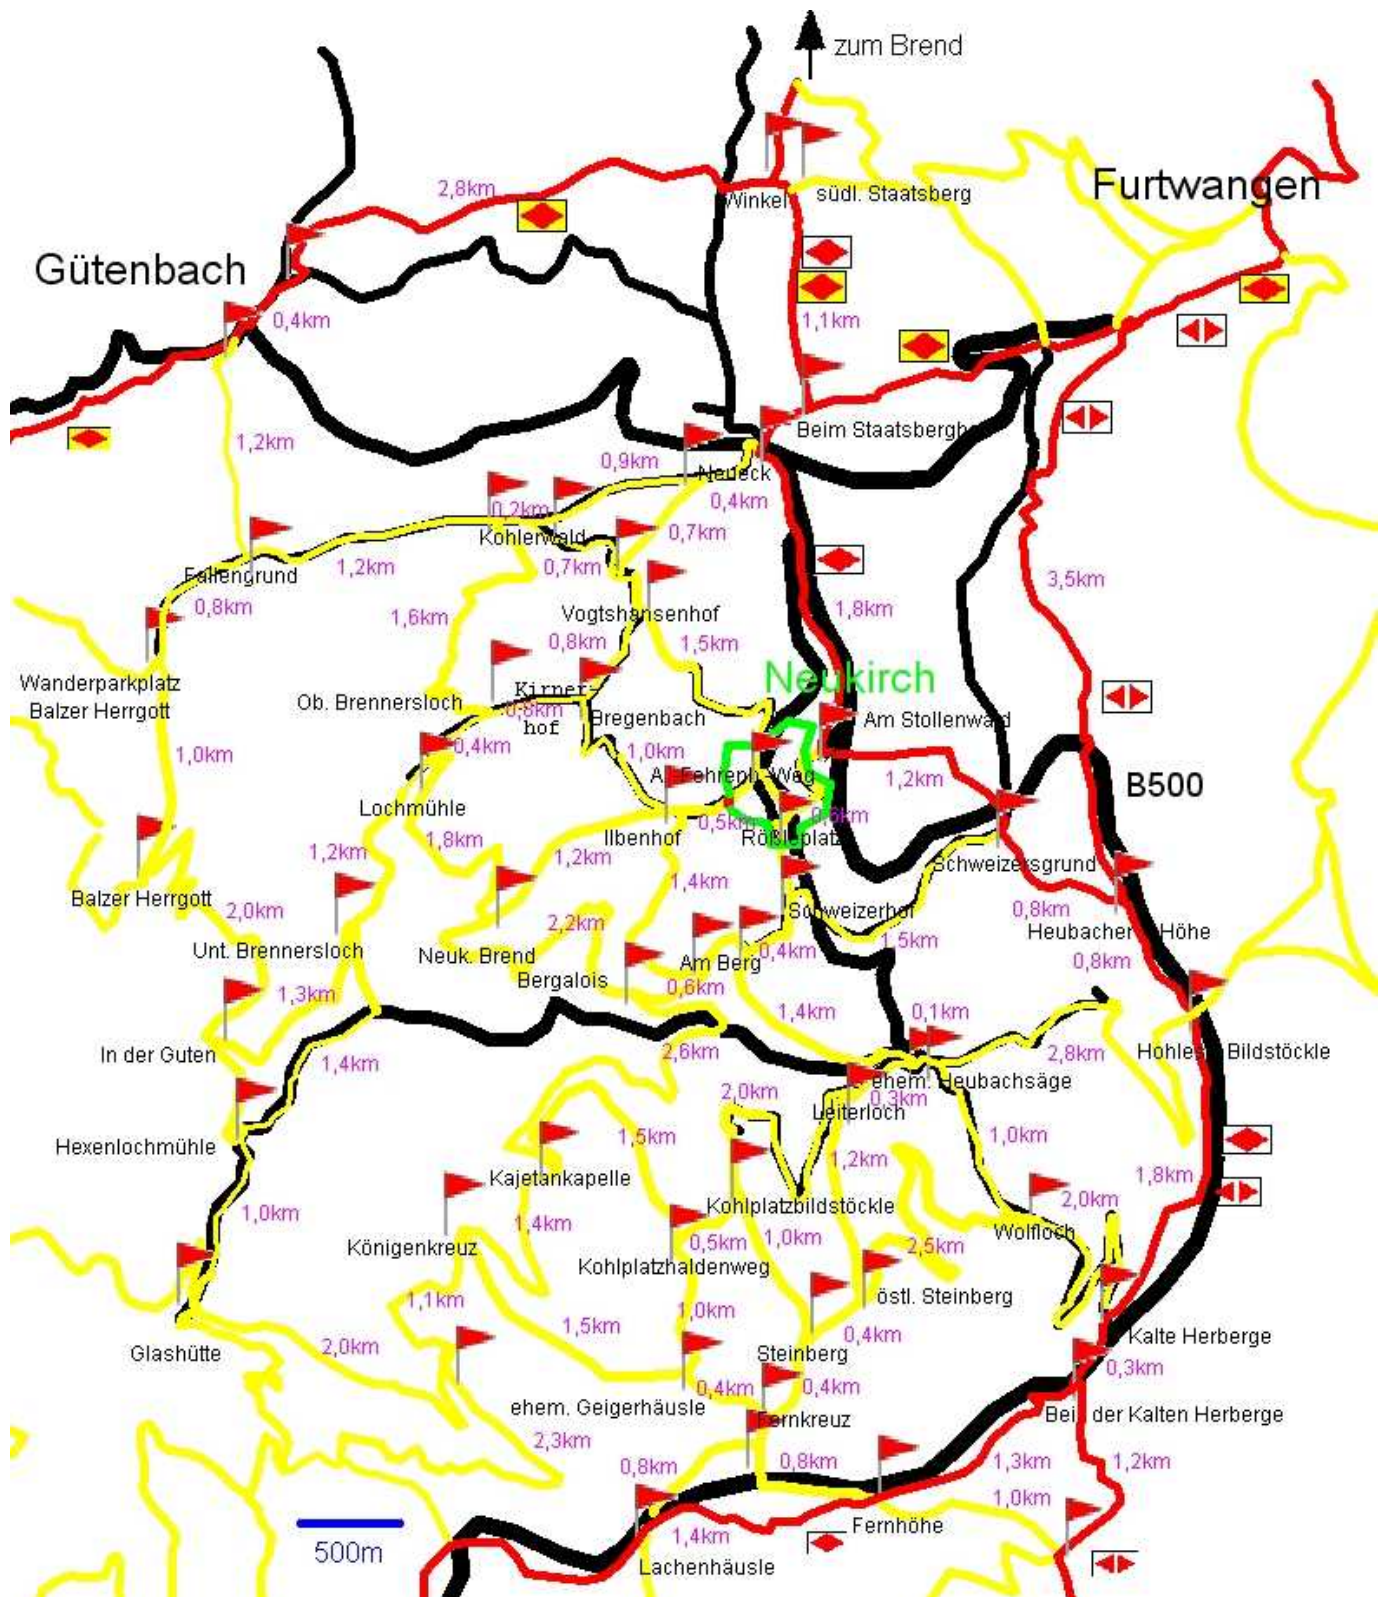 zum Brend
Furtwangen
2,8km
Winkel
südl. Staatsberg
Gütenbach
0,4km
1,1km
1,2km
Beim Staatsbergh
0,9km
Neueck
0,4km
0,2km
Kohlerwald
0,7km
0,7km
Fallengrund
1,2km
0,8km
3,5km
1,8km
1,6km
Vogtshansenhof
0,8km
1,5km
Neukirch
Wanderparkplatz
Balzer Herrgott
Ob. Brennersloch
Kirner-
hof
0,8km
Bregenbach
Am Stollenwald
1,0km
0,4km
1,0km
A.-Fehrenb.-Weg
1,2km
B500
Lochmühle
Ilbenhof
0,5km
0,6km
Rößleplatz
1,8km
1,2km
1,2km
1,4km
Schweizersgrund
Balzer Herrgott
2,0km
2,2km
Schweizerhof
0,8km
Heubacher Höhe
Unt. Brennersloch
Neuk. Brend
Am Berg
0,4km
1,5km
0,8km
Bergalois
0,6km
1,3km
1,4km
0,1km
In der Guten
1,4km
2,6km
2,8km
Hohles Bildstöckle
ehem. Heubachsäge
0,3km
Leiterloch
2,0km
1,5km
1,0km
Hexenlochmühle
Kajetankapelle
1,2km
1,8km
Kohlplatzbildstöckle
2,0km
1,0km
1,4km
Wolfloch
Königenkreuz
0,5km
1,0km
2,5km
Kohlplatzhaldenweg
1,1km
östl. Steinberg
1,0km
1,5km
0,4km
Kalte Herberge
Glashütte
2,0km
Steinberg
0,3km
0,4km
0,4km
ehem. Geigerhäusle
Fernkreuz
Bei der Kalten Herberge
2,3km
0,8km
0,8km
1,3km
1,2km
1,0km
1,4km
Fernhöhe
500m
Lachenhäusle